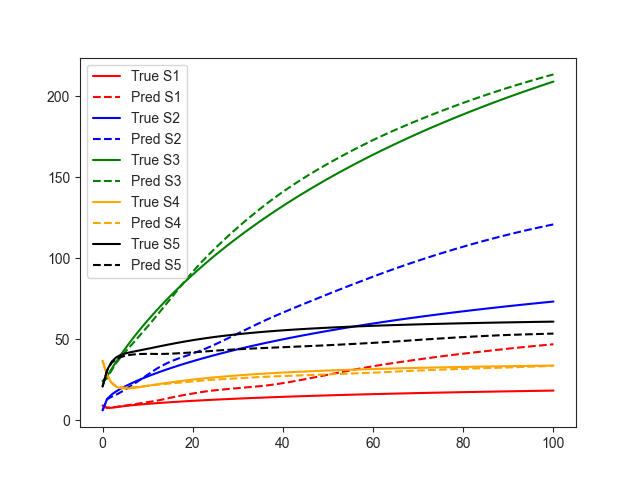 True S1
Pred S1
True S2
Pred S2
True S3
Pred S3
True S4
Pred S4
True S5
Pred S5
200
150
100
50
0
0 20 40 60 80 100